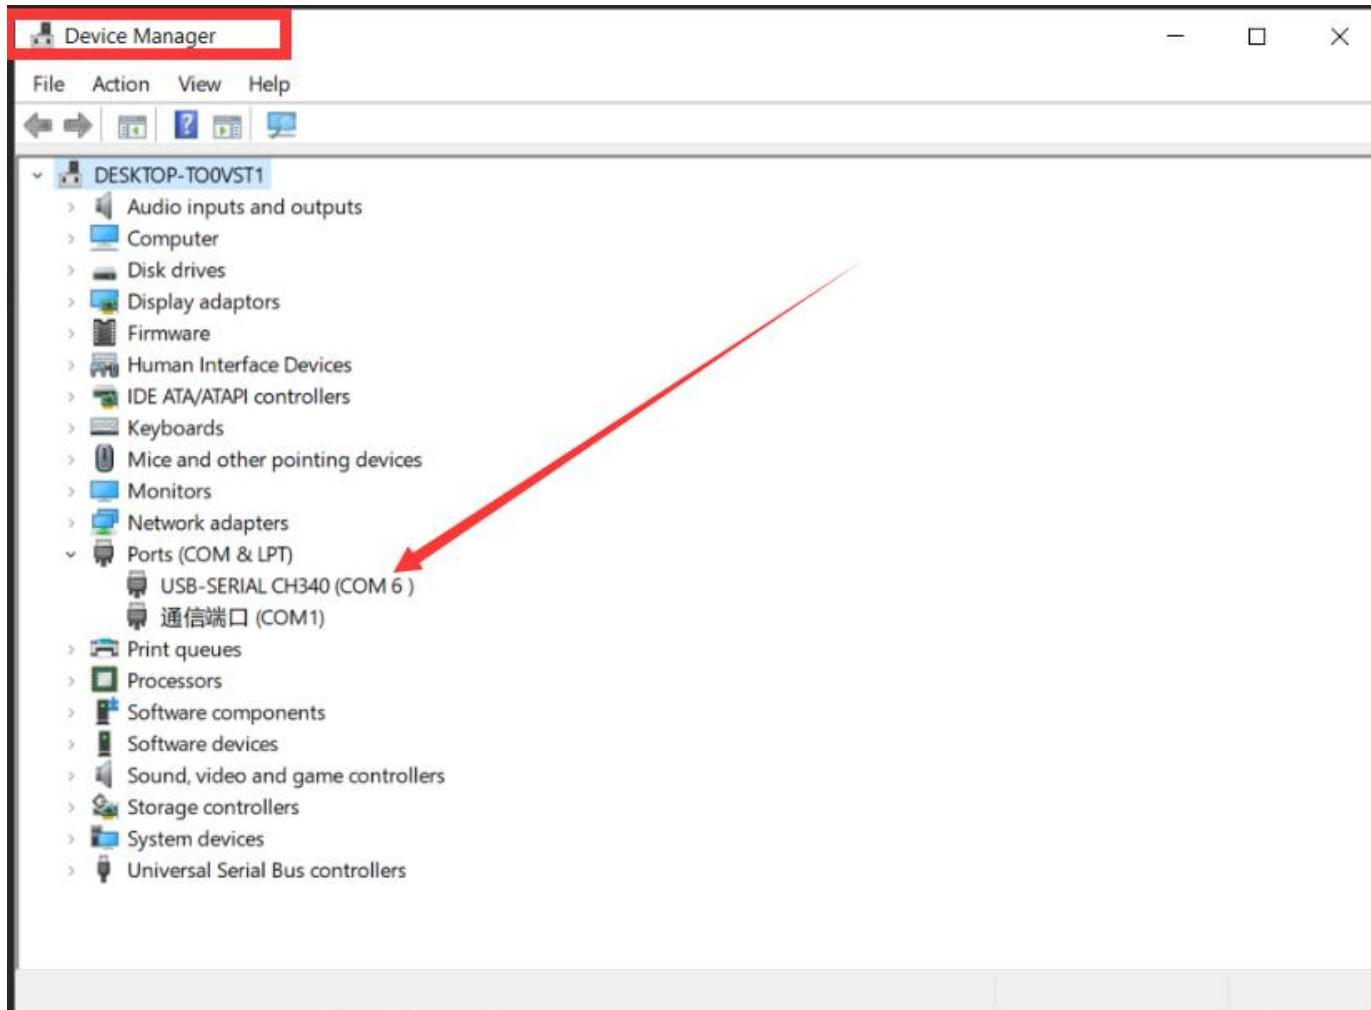 Device Manager
File Action View Help
DESKTOP-TO0VST1
Audio inputs and outputs
Computer
Disk drives
Display adaptors
Firmware
Human Interface Devices
IDE ATA/ATAPI controllers
Keyboards
Mice and other pointing devices
Monitors
Network adapters
Ports (COM & LPT)
USB-SERIAL CH340 (COM 6 )
通信端口 (COM1)
Print queues
Processors
Software components
Software devices
Sound, video and game controllers
Storage controllers
System devices
Universal Serial Bus controllers